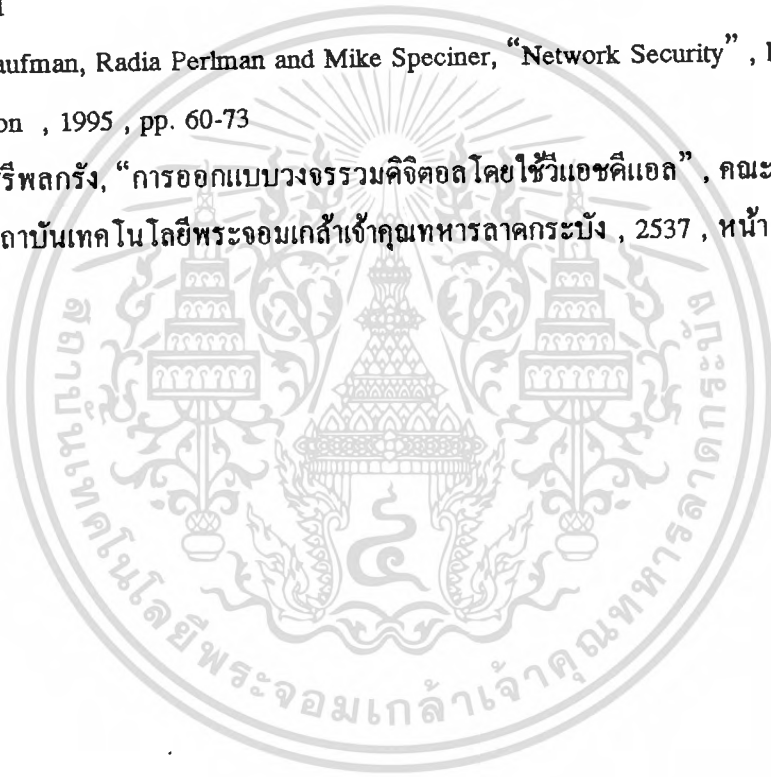 aufman, Radia Perlman and Mike Speciner, “Network Security” ,
on , 1995 , pp. 60-73
รีพลกรัง, “การออกแบบวงจรรวมดิจิตอลโดยใช้วีเอชดีแอล” , คณะ
ถาบันเทคโนโลยีพระจอมเกล้าเจ้าคุณทหารลาดกระบัง , 2537 , หน้า
สถาบันเทคโนโลยีพระจอมเกล้าเจ้าคุณทหารลาดกระบัง